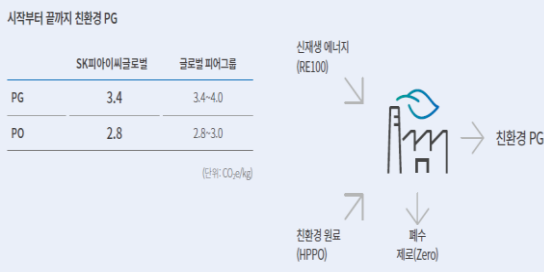 시작부터 끝까지 친환경 PG
SK피아이씨글로벌 글로벌 피어그룹
PG 3.4 3.4~4.0
PO 2.8 2.8~3.0
(단위: CO₂e/kg)
신재생 에너지
(RE100)
친환경 PG
친환경 원료
(HPPO)
폐수
제로(Zero)